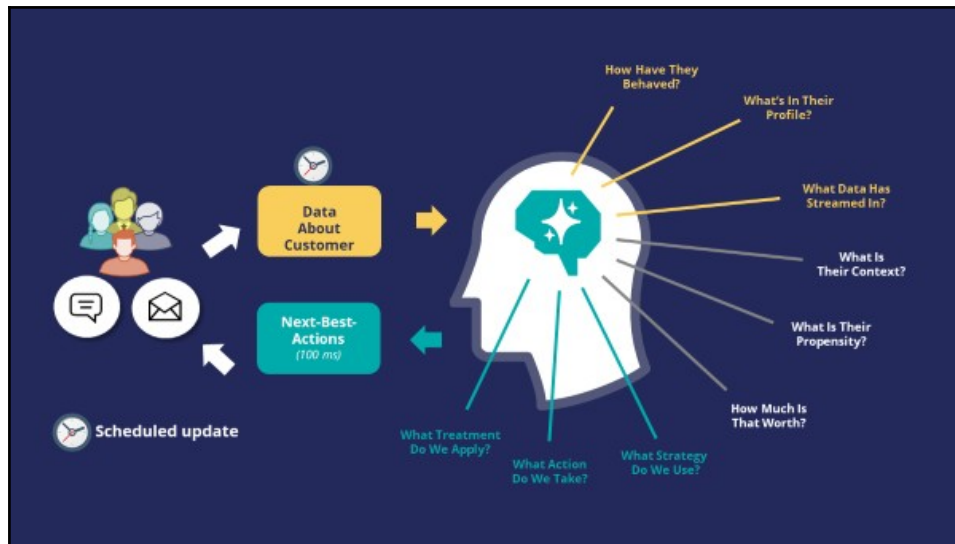 How Have They
Behaved?
What's In Their
Profile?
Data
About
Customer
What Data Has
Streamed In?
What Is
Their Context?
Next-Best-
Actions
(100 ms)
What Is Their
Propensity?
How Much Is
That Worth?
Scheduled update
What Treatment
Do We Apply?
What Action
Do We Take?
What Strategy
Do We Use?